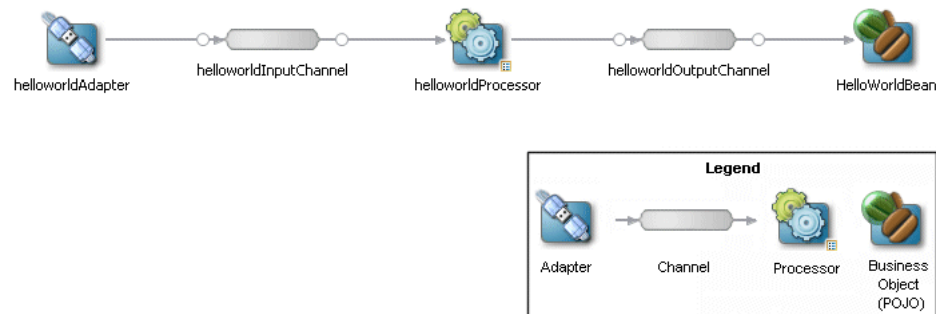 helloworldAdapter
helloworldInputChannel
helloworldProcessor
helloworldOutputChannel
HelloWorldBean
Legend
Adapter
Channel
Processor
Business
Object
(POJO)